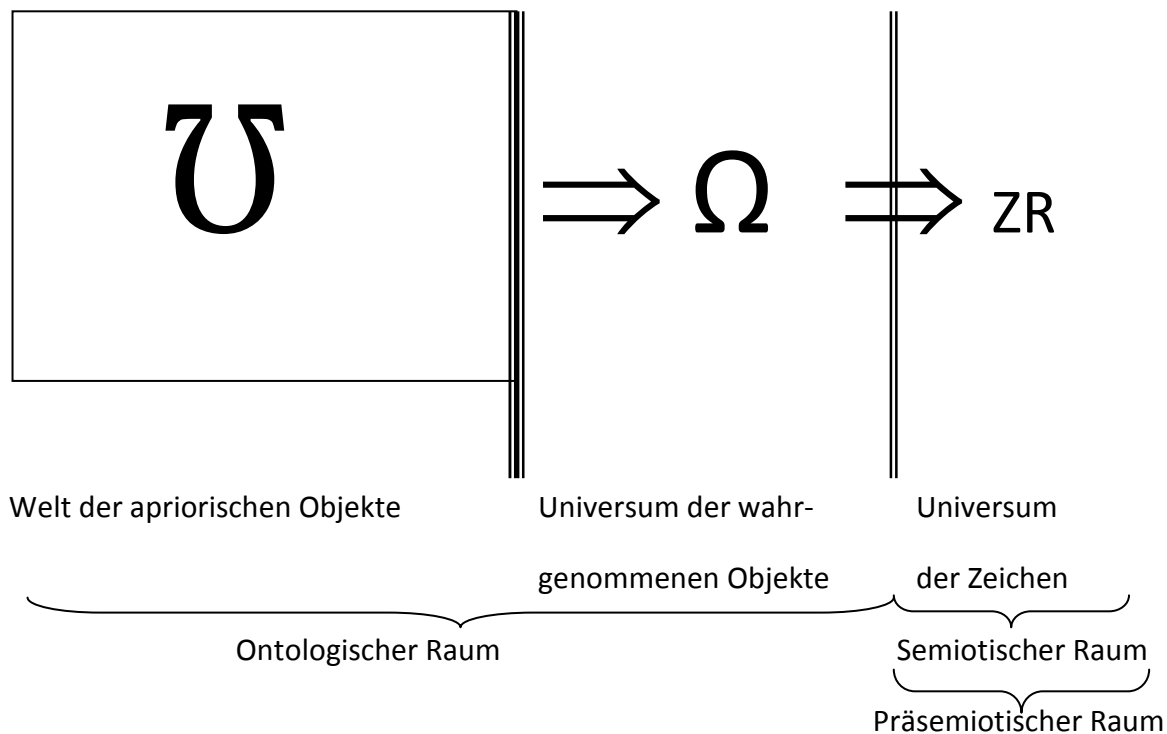 ℧ ⇒ Ω ⇒ ZR
Welt der apriorischen Objekte Universum der wahr- Universum
genommenen Objekte der Zeichen
Ontologischer Raum Semiotischer Raum
Präsemiotischer Raum